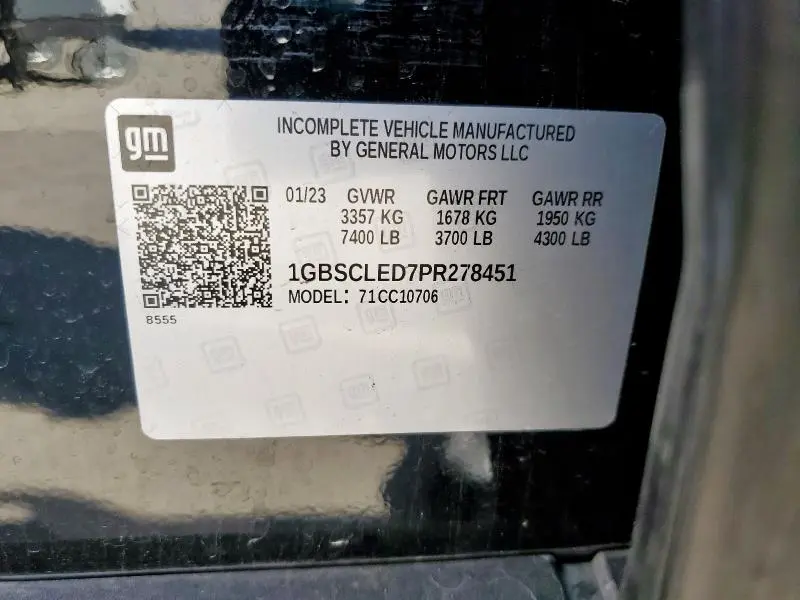 gm
INCOMPLETE VEHICLE MANUFACTURED
BY GENERAL MOTORS LLC
01/23 GVWR GAWR FRT GAWR RR
3357 KG 1678 KG 1950 KG
7400 LB 3700 LB 4300 LB
1GBSCLED7PR278451
MODEL: 71CC10706
8555